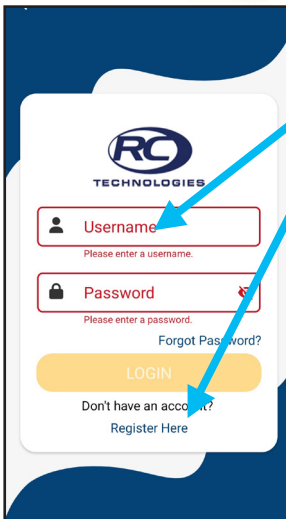 RC
TECHNOLOGIES
Username
Please enter a username.
Password
Please enter a password.
Forgot Password?
LOGIN
Don't have an account?
Register Here